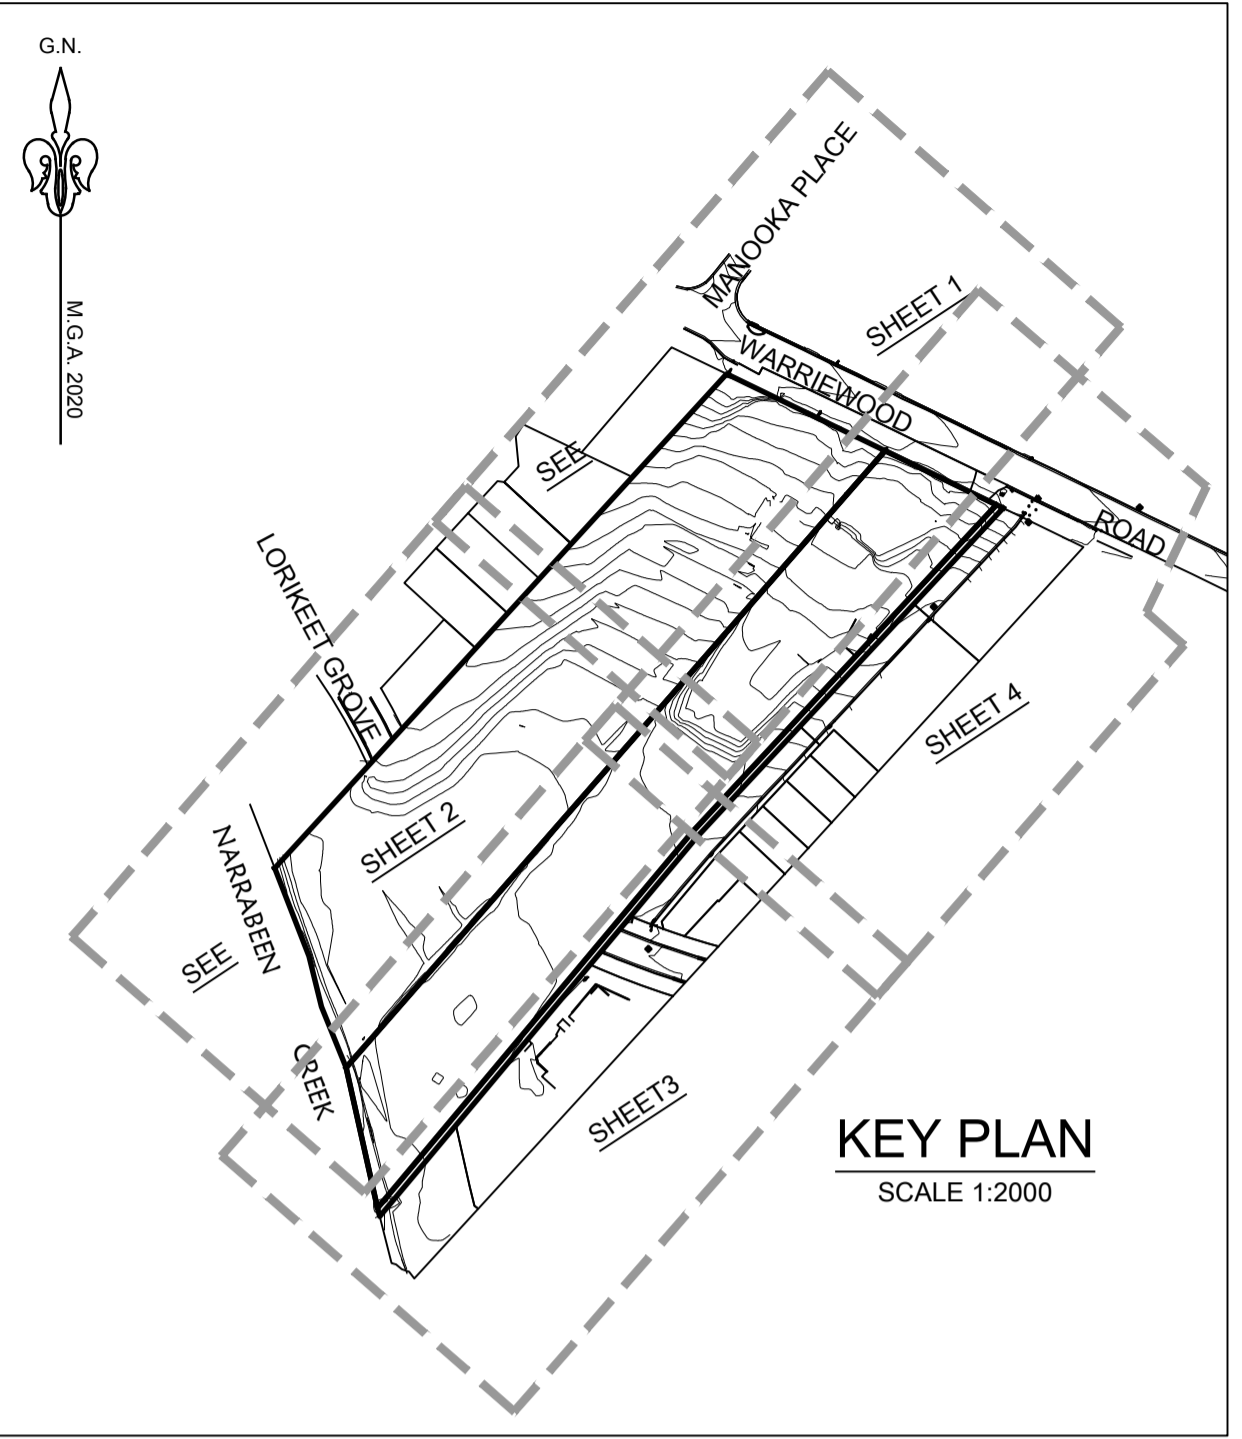 G.N.
M.G.A. 2020
MANOOKA PLACE
SHEET 1
WARRIEWOOD
ROAD
SEE
LORIKEET GROVE
SHEET 4
SHEET 2
NARRABEEN
SEE
CREEK
SHEET3
KEY PLAN
SCALE 1:2000